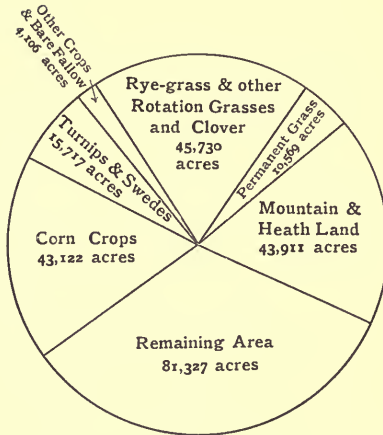 Other Crops
& Bare Fallow
4,106 acres
Rye-grass & other
Rotation Grasses
and Clover
45,730
acres
Permanent Grass
10,569 acres
Mountain &
Heath Land
43,911 acres
Remaining Area
81,327 acres
Corn Crops
43,122 acres
Turnips & Swedes
15,717 acres